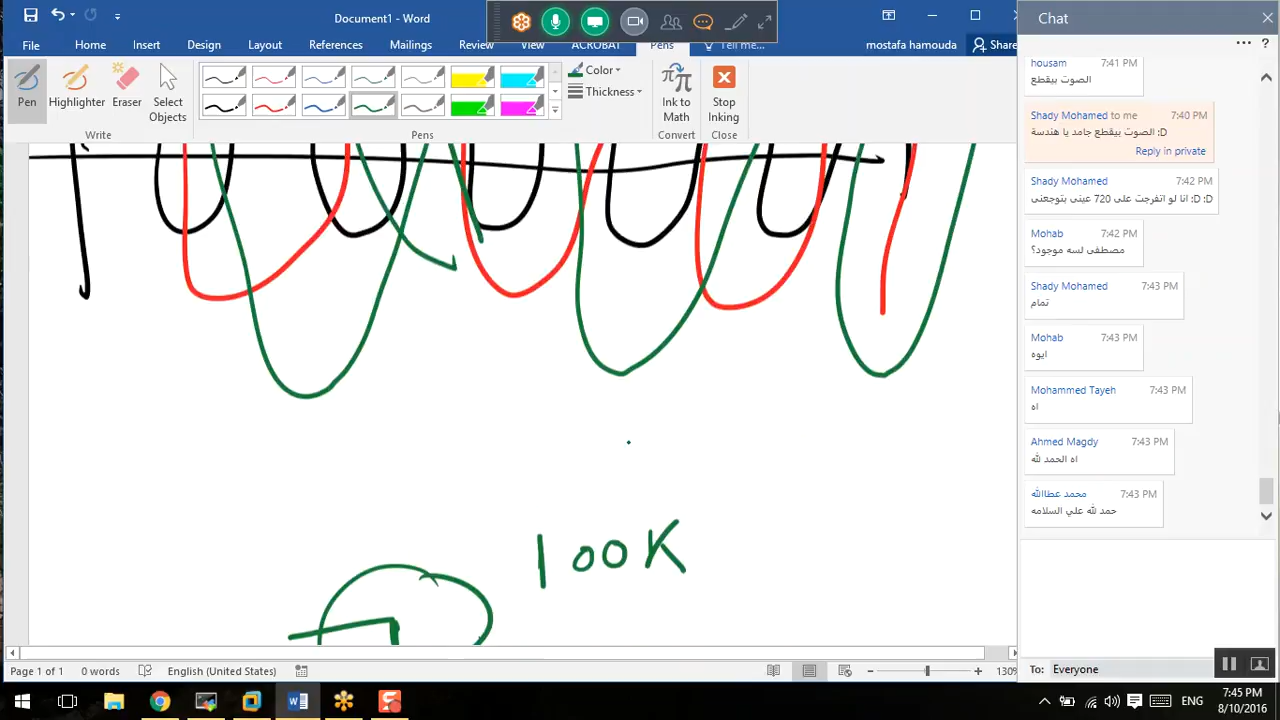 Document1 - Word
Chat
File Home Insert Design Layout References Mailings Review View ACROBAT Pens Tell me... mostafa hamouda Share
Pen Highlighter Eraser Select Objects
Color
Thickness
Ink to Math
Stop Inking
Write Pens Convert Close
housam 7:41 PM
الصوت بيقطع
Shady Mohamed to me 7:40 PM
الصوت بيقطع جامد يا هندسة :D
Reply in private
Shady Mohamed 7:42 PM
انا لو اتفرجت على 720 عينى بتوجعنى :D :D
Mohab 7:42 PM
مصطفى لسه موجود؟
Shady Mohamed 7:43 PM
تمام
Mohab 7:43 PM
ايوه
Mohammed Tayeh 7:43 PM
اه
Ahmed Magdy 7:43 PM
اه الحمد لله
محمد عطاالله 7:43 PM
حمد لله علي السلامه
100K
To: Everyone
Page 1 of 1 0 words English (United States) 130%
ENG 7:45 PM
8/10/2016